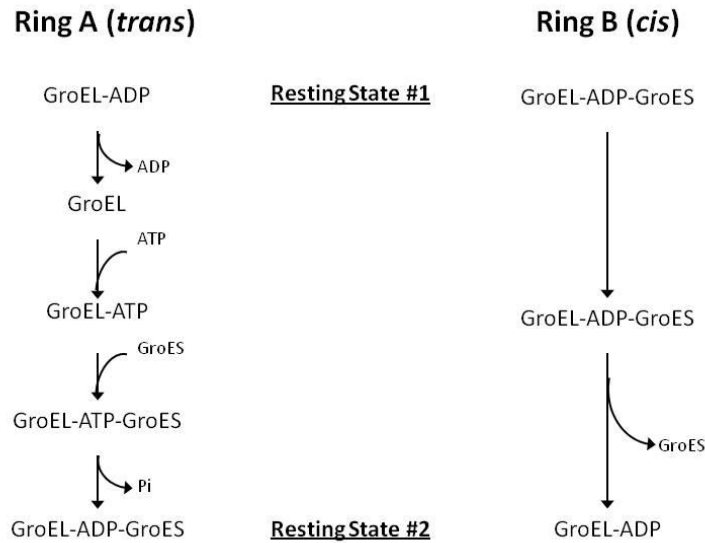 Ring A (trans)
Ring B (cis)
GroEL-ADP
Resting State #1
GroEL-ADP-GroES
ADP
GroEL
ATP
GroEL-ATP
GroEL-ADP-GroES
GroES
GroEL-ATP-GroES
GroES
Pi
GroEL-ADP-GroES
Resting State #2
GroEL-ADP